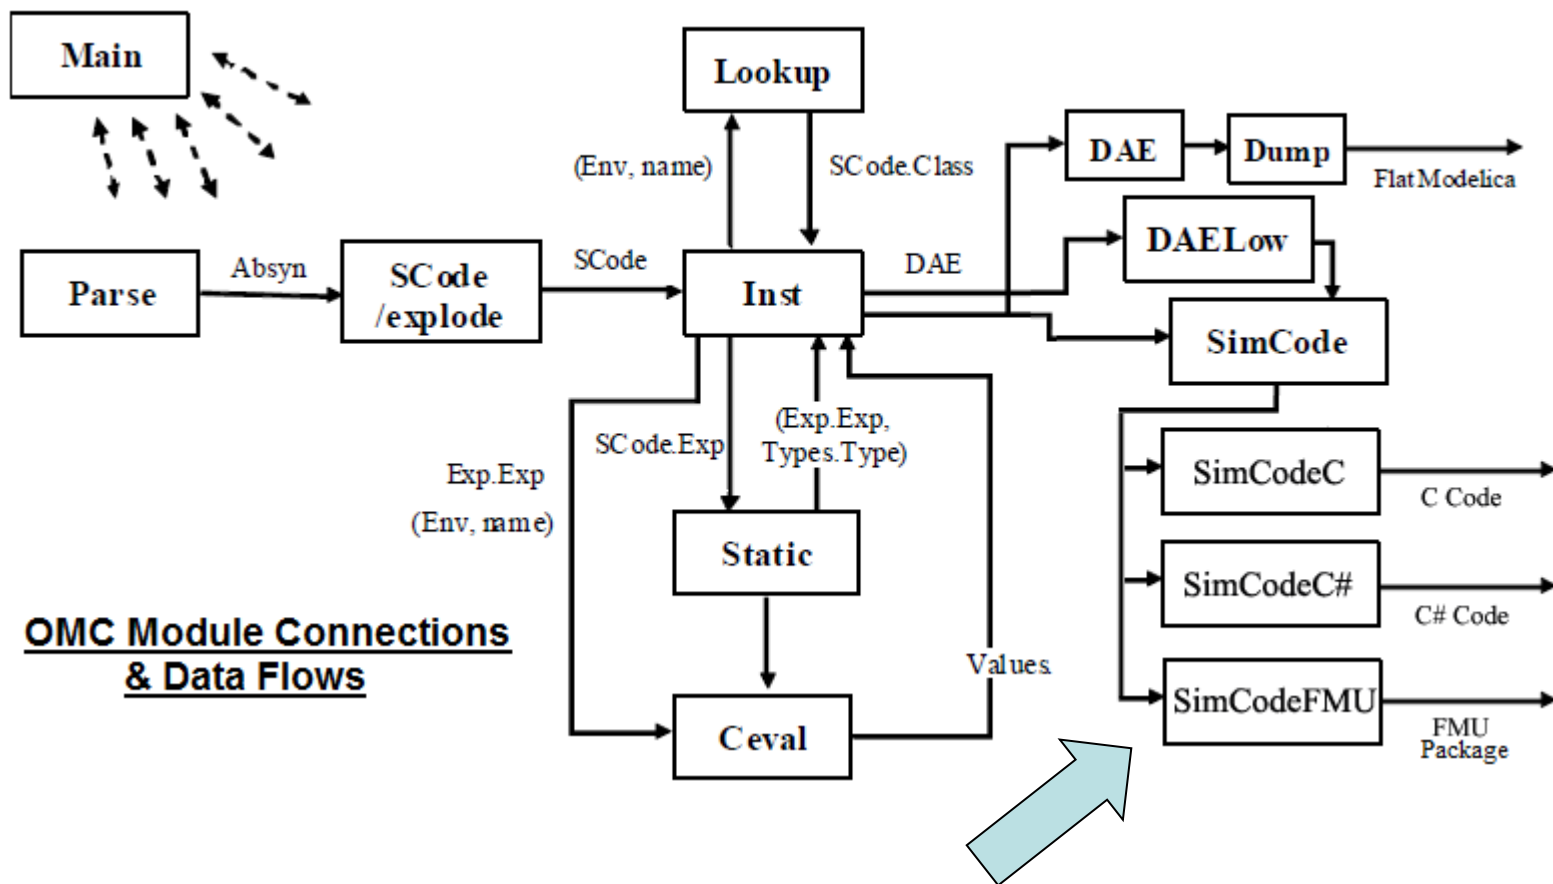 Main
Lookup
(Env, name)
SCode.Class
DAE
Dump
Flat Modelica
DAELow
Parse
Absyn
SCode
/explode
SCode
Inst
DAE
SimCode
(Exp.Exp,
Types.Type)
SCode.Exp
Exp.Exp
(Env, name)
SimCodeC
C Code
Static
SimCodeC#
C# Code
OMC Module Connections
& Data Flows
Values.
SimCodeFMU
FMU
Package
Ceval